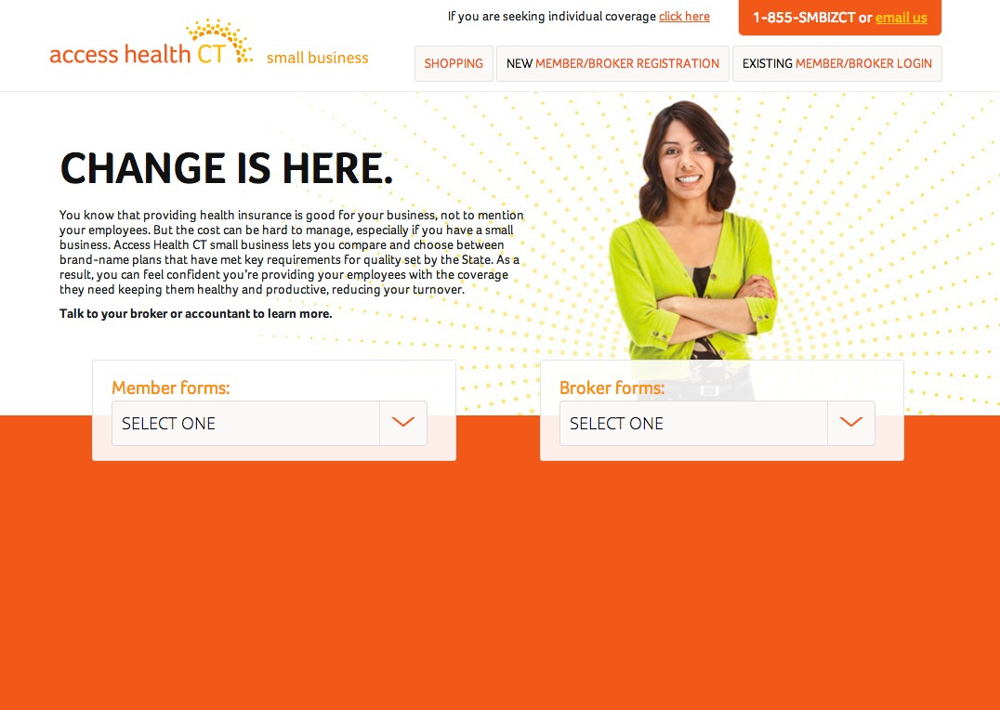 If you are seeking individual coverage click here
1-855-SMBIZCT or email us
access health CT small business
SHOPPING
NEW MEMBER/BROKER REGISTRATION
EXISTING MEMBER/BROKER LOGIN
CHANGE IS HERE.
You know that providing health insurance is good for your business, not to mention
your employees. But the cost can be hard to manage, especially if you have a small
business. Access Health CT small business lets you compare and choose between
brand-name plans that have met key requirements for quality set by the State. As a
result, you can feel confident you're providing your employees with the coverage
they need keeping them healthy and productive, reducing your turnover.
Talk to your broker or accountant to learn more.
Member forms:
SELECT ONE
Broker forms:
SELECT ONE